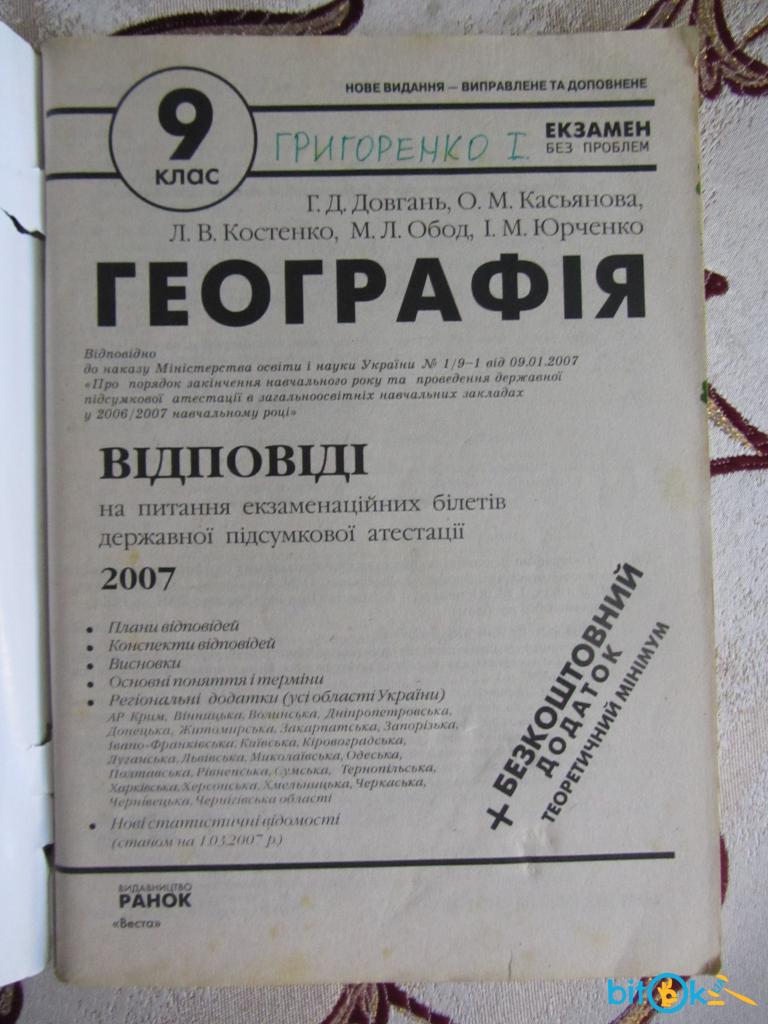 НОВЕ ВИДАННЯ — ВИПРАВЛЕНЕ ТА ДОПОВНЕНЕ
9
КЛАС
ГРИГОРЕНКО І.
ЕКЗАМЕН
БЕЗ ПРОБЛЕМ
Г. Д. Довгань, О. М. Касьянова,
Л. В. Костенко, М. Л. Обод, І. М. Юрченко
ГЕОГРАФІЯ
Відповідно
до наказу Міністерства освіти і науки України № 1/9-1 від 09.01.2007
«Про порядок закінчення навчального року та проведення державної
підсумкової атестації в загальноосвітніх навчальних закладах
у 2006/2007 навчальному році»
ВІДПОВІДІ
на питання екзаменаційних білетів
державної підсумкової атестації
2007
• Плани відповідей
• Конспекти відповідей
• Висновки
• Основні поняття і терміни
• Регіональні додатки (усі області України)
АР Крим, Вінницька, Волинська, Дніпропетровська,
Донецька, Житомирська, Закарпатська, Запорізька,
Івано-Франківська, Київська, Кіровоградська,
Луганська, Львівська, Миколаївська, Одеська,
Полтавська, Рівненська, Сумська, Тернопільська,
Харківська, Херсонська, Хмельницька, Черкаська,
Чернівецька, Чернігівська області
• Нові статистичні відомості
(станом на 1.03.2007 р.)
+ БЕЗКОШТОВНИЙ
ДОДАТОК
ТЕОРЕТИЧНИЙ МІНІМУМ
ВИДАВНИЦТВО
РАНОК
«Веста»
bitOk